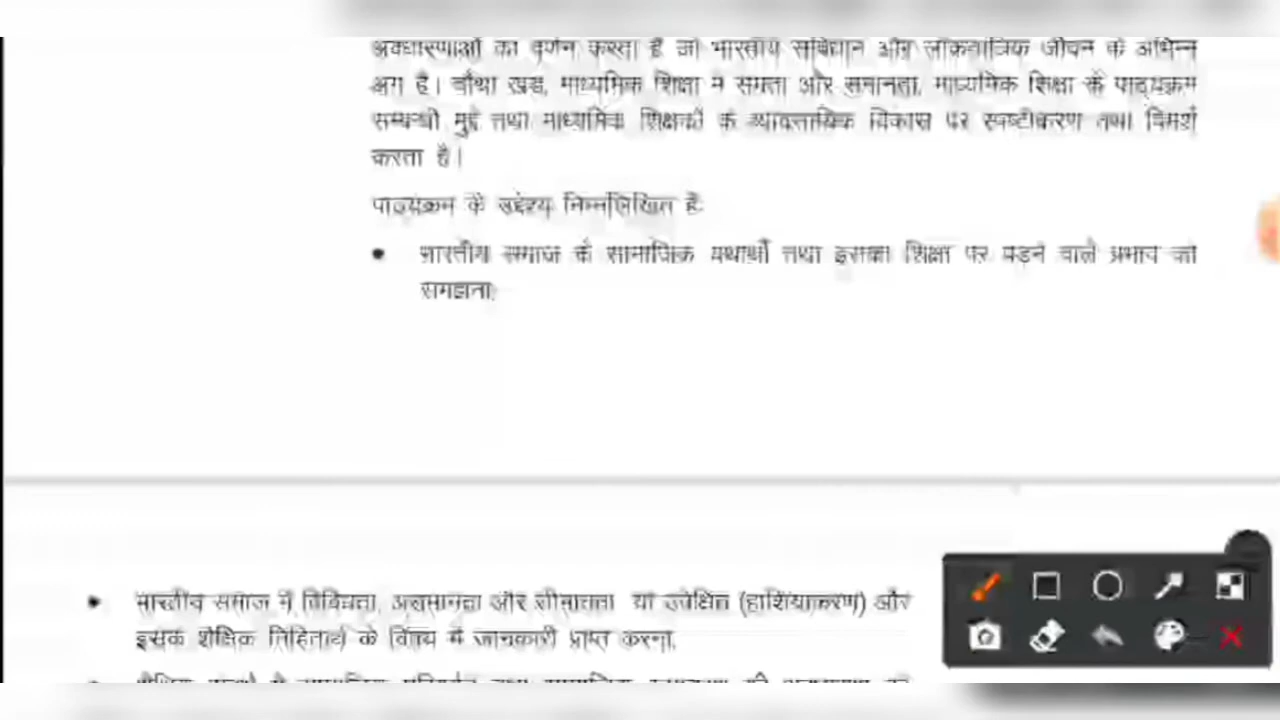 अवधारणाओं का वर्णन करता है जो भारतीय संविधान और लोकतांत्रिक जीवन के अभिन्न
अंग है। चौथा खंड, माध्यमिक शिक्षा में समता और समानता, माध्यमिक शिक्षा के पाठ्यक्रम
सम्बन्धी मुद्दे तथा माध्यमिक शिक्षकों के व्यावसायिक विकास पर स्पष्टीकरण तथा विमर्श
करता है।
पाठ्यक्रम के उद्देश्य निम्नलिखित हैं:
• भारतीय समाज के सामाजिक यथार्थों तथा इसका शिक्षा पर पड़ने वाले प्रभाव को
समझना;
• भारतीय समाज में विविधता, असमानता और सीमान्तता या उपेक्षित (हाशियाकरण) और
इसके शैक्षिक निहितार्थ के विषय में जानकारी प्राप्त करना;